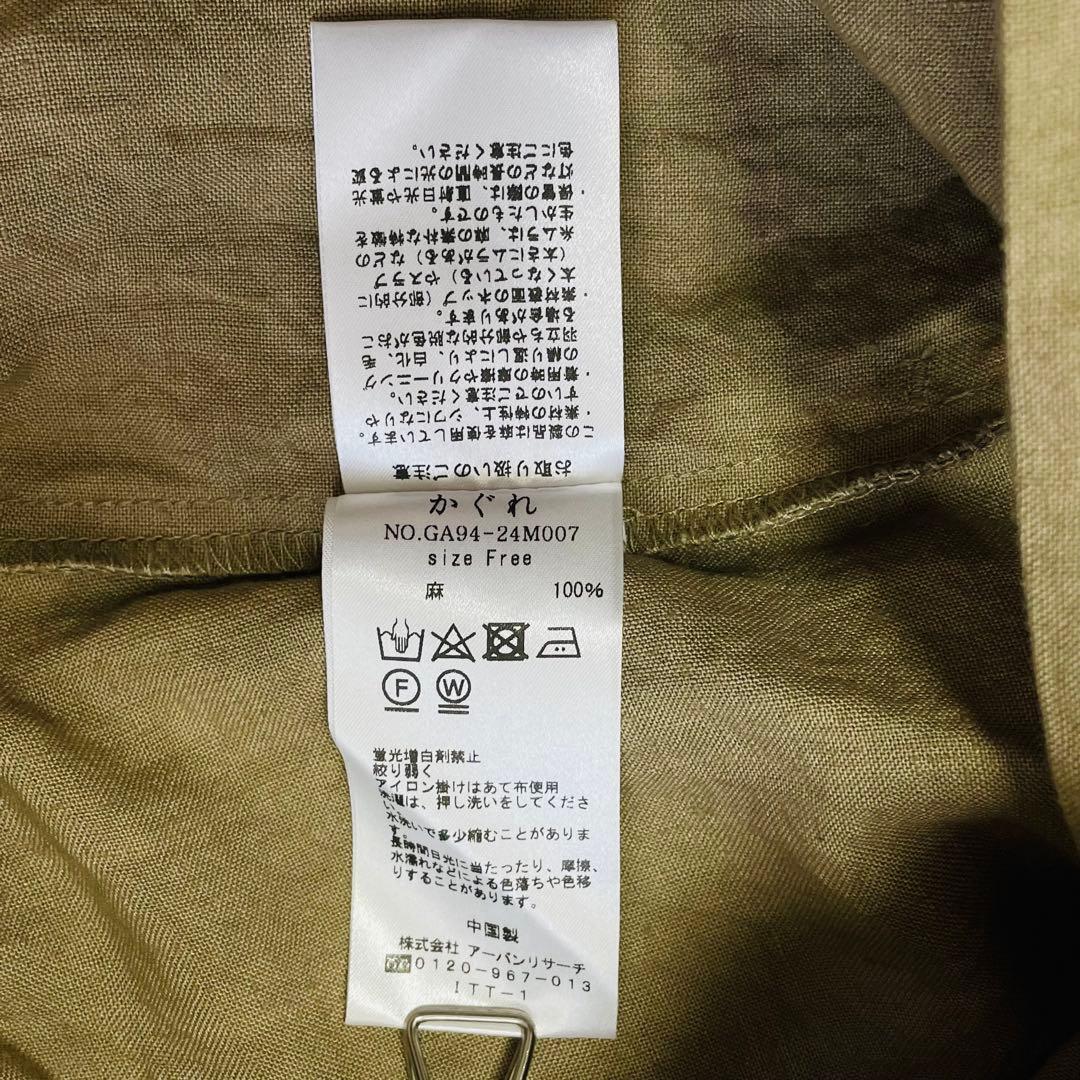 お取り扱いのご注意
この製品は麻を使用しています。
・素材の特性上、シワになりや
すいのでご注意ください。
・着用時の摩擦やクリーニング
の繰り返しにより、白化、毛
羽立ちや部分的な脱色がおこ
る場合があります。
・素材表面のネップ（部分的に
太くなっている）やスラブ
（太さにムラがある）などの
糸ムラは、麻の素朴な特徴を
生かしたものです。
・保管の際は、直射日光や蛍光
灯などの長時間の光による変
色にご注意ください。
かぐれ
NO.GA94-24M007
size Free
麻 100%
F W
蛍光増白剤禁止
絞り弱く
アイロン掛けはあて布使用
洗濯は、押し洗いをしてくださ
い。
水洗いで多少縮むことがありま
す。
長時間日光に当たったり、摩擦、
水濡れなどによる色落ちや色移
りすることがあります。
中国製
株式会社 アーバンリサーチ
0120-967-013
ITT-1